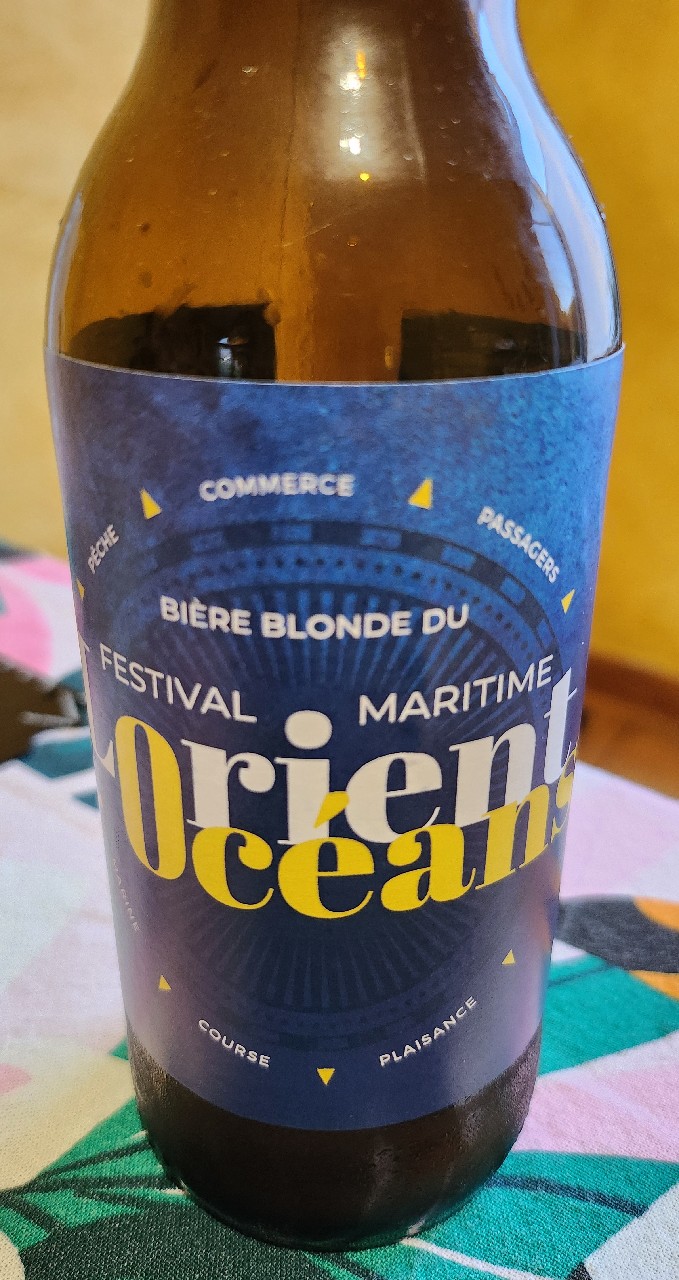 PÊCHE
COMMERCE
PASSAGERS
BIÈRE BLONDE DU
FESTIVAL MARITIME
Lorient
Océans
COURSE
PLAISANCE